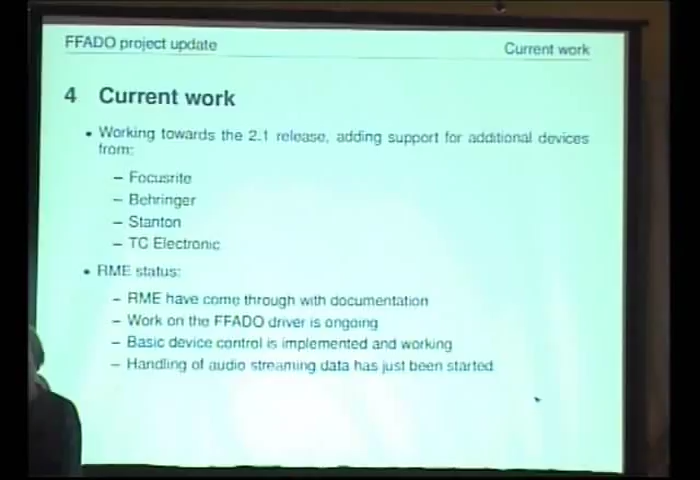 FFADO project update
Current work
4 Current work
• Working towards the 2.1 release, adding support for additional devices
from:
– Focusrite
– Behringer
– Stanton
– TC Electronic
• RME status:
– RME have come through with documentation
– Work on the FFADO driver is ongoing
– Basic device control is implemented and working
– Handling of audio streaming data has just been started